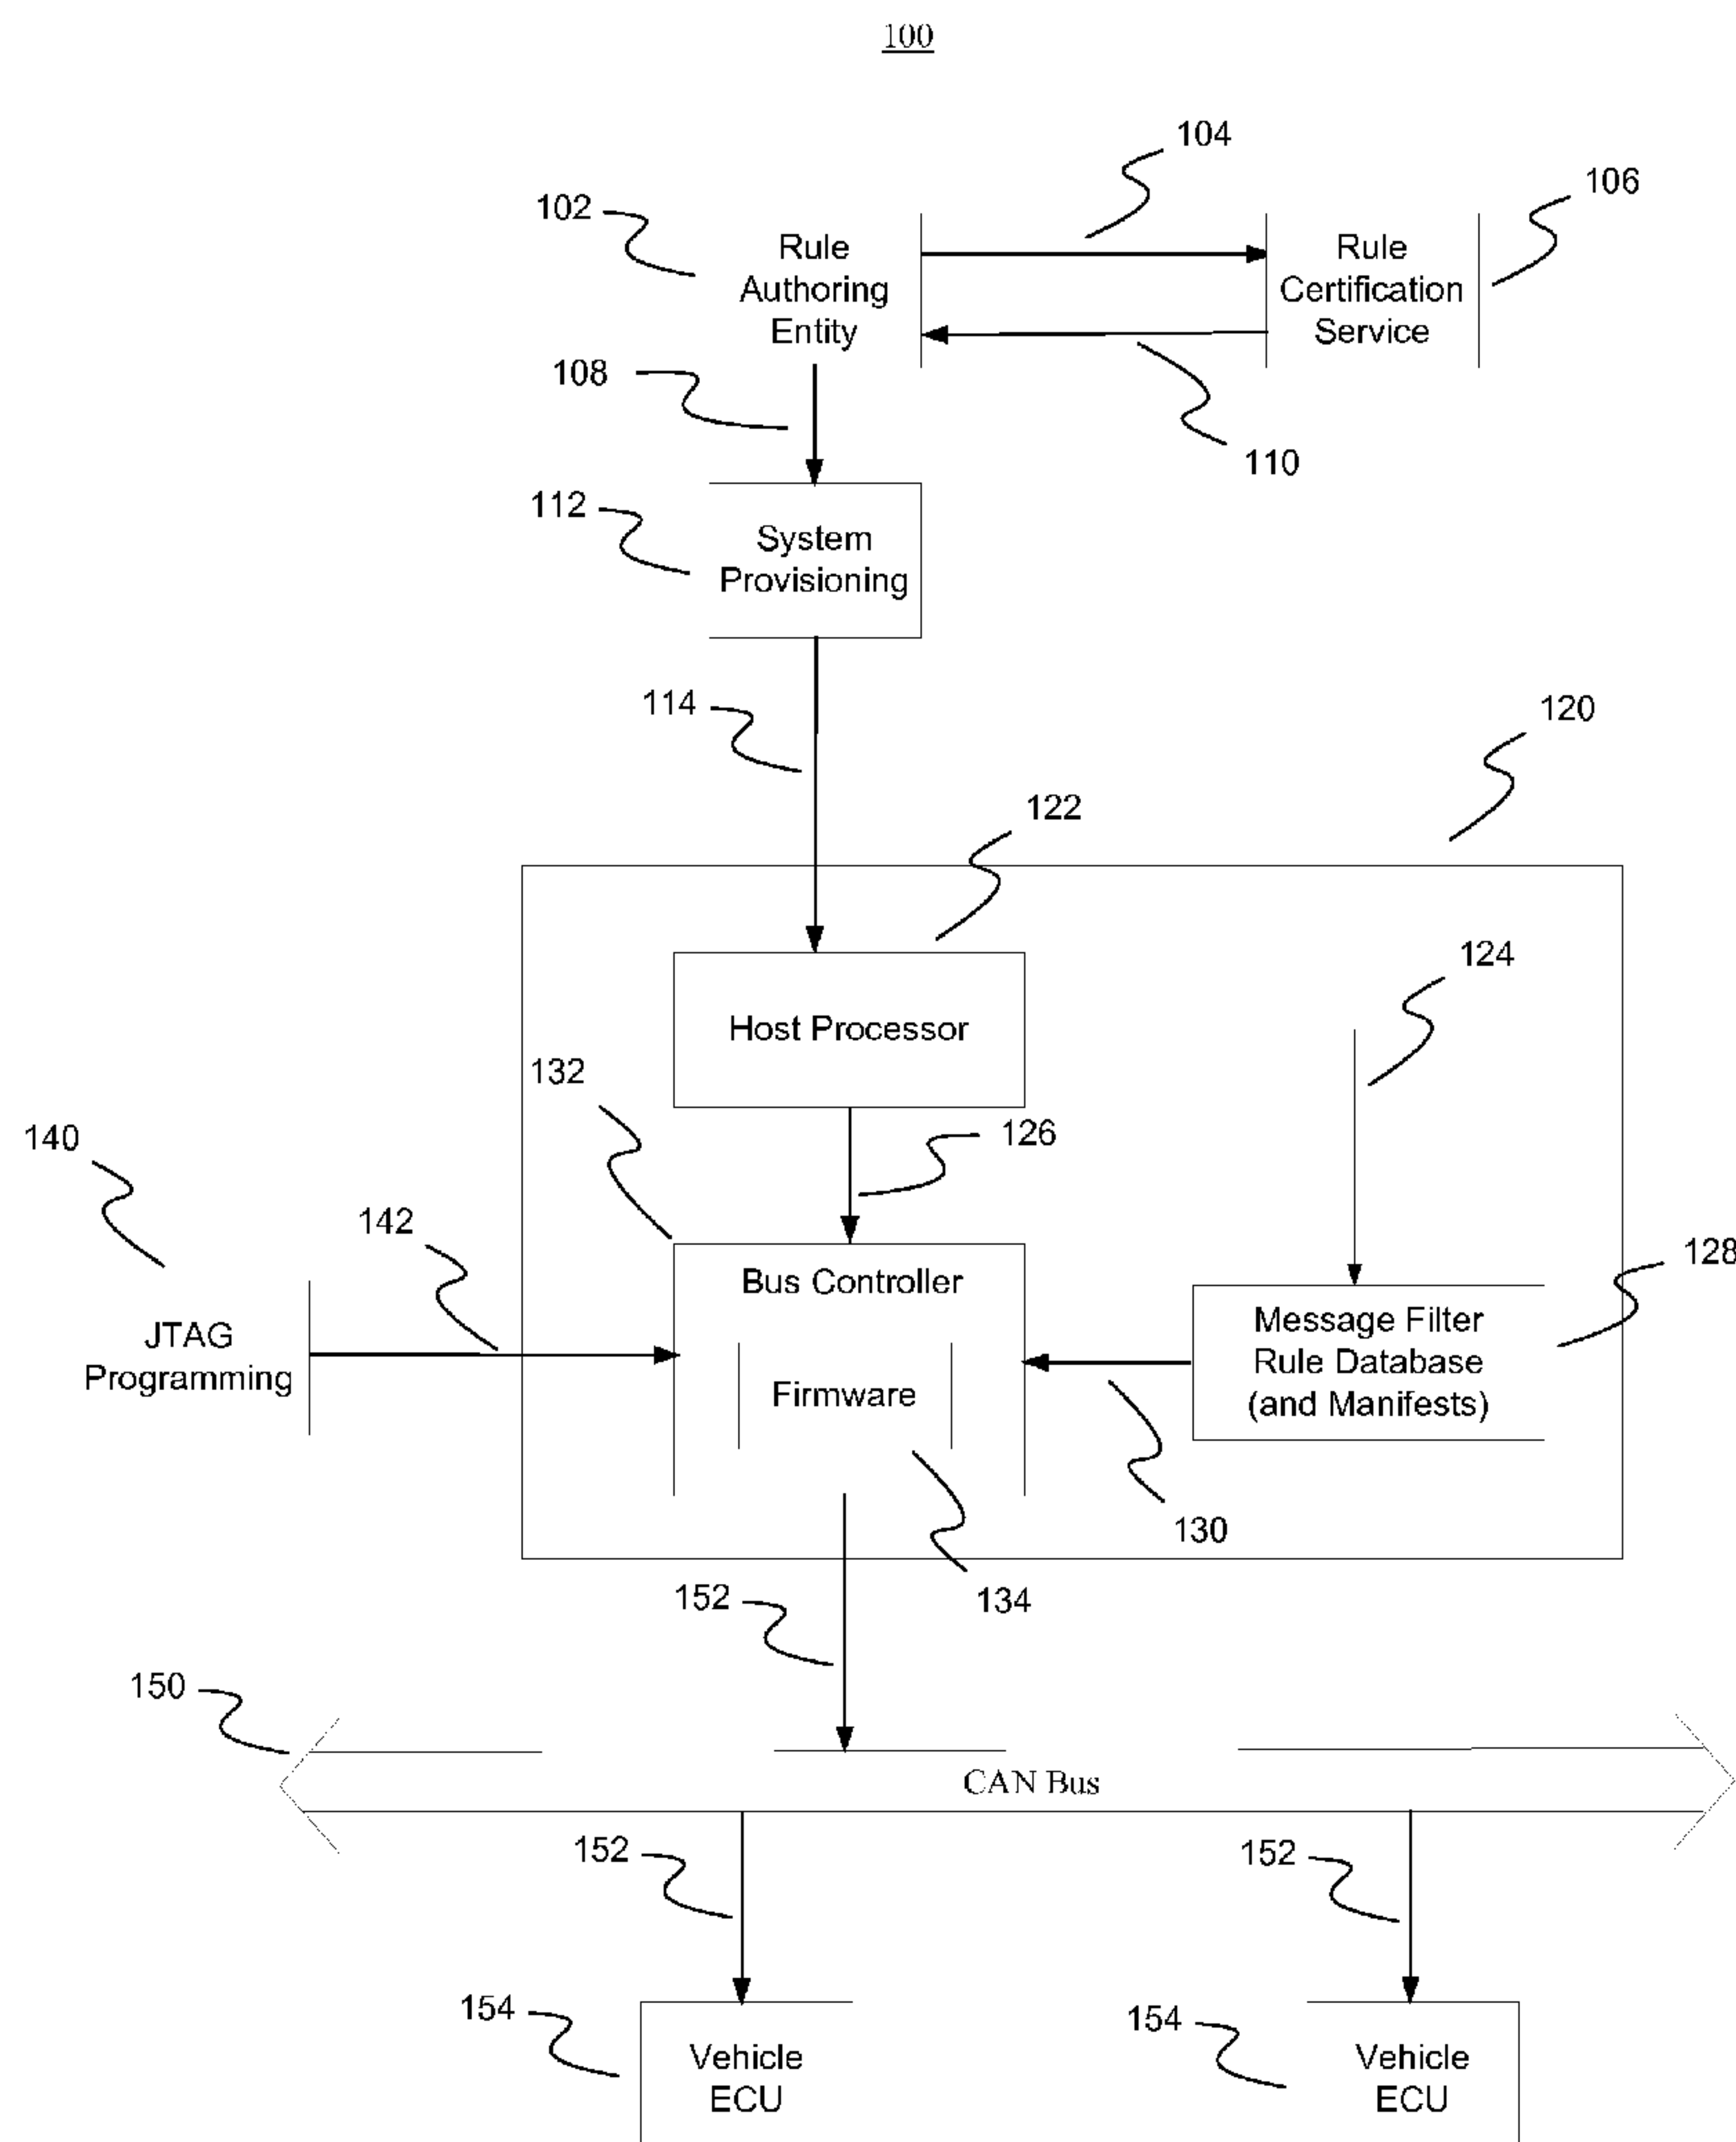 100
104
106
102
Rule
Authoring
Entity
Rule
Certification
Service
108
110
112
System
Provisioning
114
120
122
124
Host Processor
132
126
140
142
128
Bus Controller
JTAG
Programming
Firmware
Message Filter
Rule Database
(and Manifests)
130
134
152
150
CAN Bus
152
152
154
Vehicle
ECU
154
Vehicle
ECU